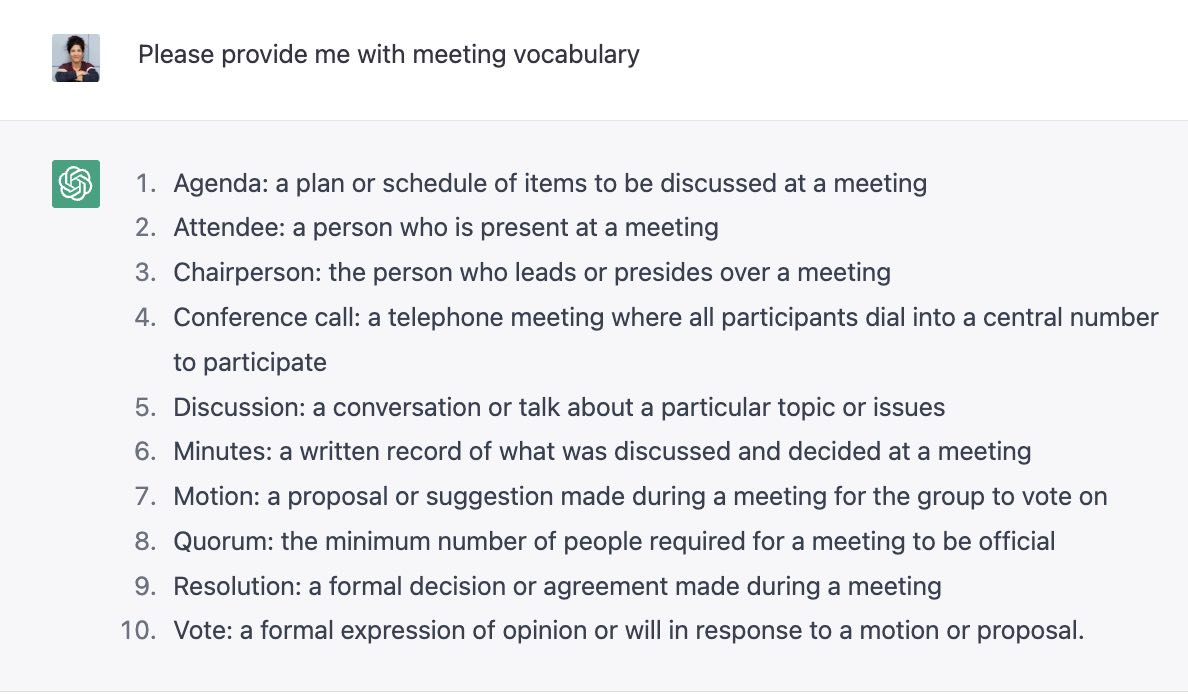 Please provide me with meeting vocabulary
1. Agenda: a plan or schedule of items to be discussed at a meeting
2. Attendee: a person who is present at a meeting
3. Chairperson: the person who leads or presides over a meeting
4. Conference call: a telephone meeting where all participants dial into a central number
to participate
5. Discussion: a conversation or talk about a particular topic or issues
6. Minutes: a written record of what was discussed and decided at a meeting
7. Motion: a proposal or suggestion made during a meeting for the group to vote on
8. Quorum: the minimum number of people required for a meeting to be official
9. Resolution: a formal decision or agreement made during a meeting
10. Vote: a formal expression of opinion or will in response to a motion or proposal.